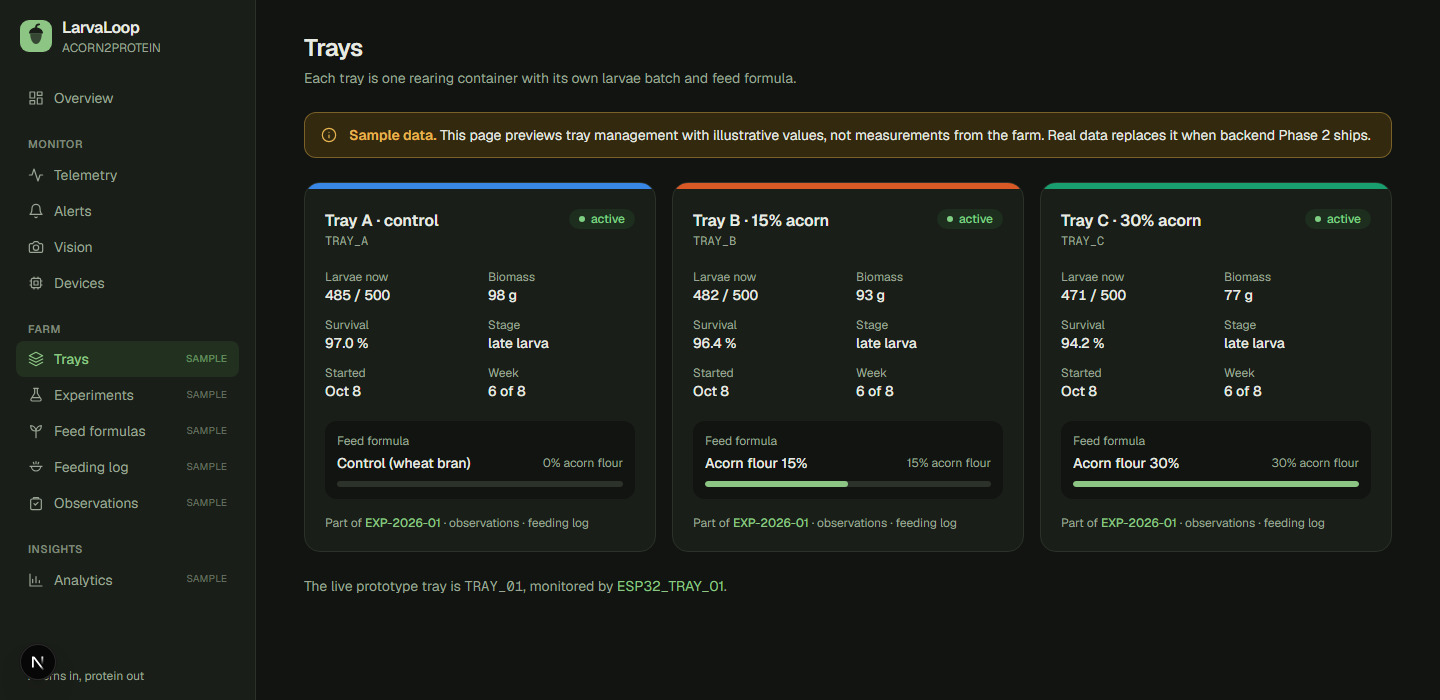 LarvaLoop
ACORN2PROTEIN
Overview
MONITOR
Telemetry
Alerts
Vision
Devices
FARM
Trays SAMPLE
Experiments SAMPLE
Feed formulas SAMPLE
Feeding log SAMPLE
Observations SAMPLE
INSIGHTS
Analytics SAMPLE
N
in, protein out
Trays
Each tray is one rearing container with its own larvae batch and feed formula.
Sample data. This page previews tray management with illustrative values, not measurements from the farm. Real data replaces it when backend Phase 2 ships.
Tray A · control active
TRAY_A
Larvae now Biomass
485 / 500 98 g
Survival Stage
97.0 % late larva
Started Week
Oct 8 6 of 8
Feed formula
Control (wheat bran) 0% acorn flour
Part of EXP-2026-01 · observations · feeding log
Tray B · 15% acorn active
TRAY_B
Larvae now Biomass
482 / 500 93 g
Survival Stage
96.4 % late larva
Started Week
Oct 8 6 of 8
Feed formula
Acorn flour 15% 15% acorn flour
Part of EXP-2026-01 · observations · feeding log
Tray C · 30% acorn active
TRAY_C
Larvae now Biomass
471 / 500 77 g
Survival Stage
94.2 % late larva
Started Week
Oct 8 6 of 8
Feed formula
Acorn flour 30% 30% acorn flour
Part of EXP-2026-01 · observations · feeding log
The live prototype tray is TRAY_01, monitored by ESP32_TRAY_01.